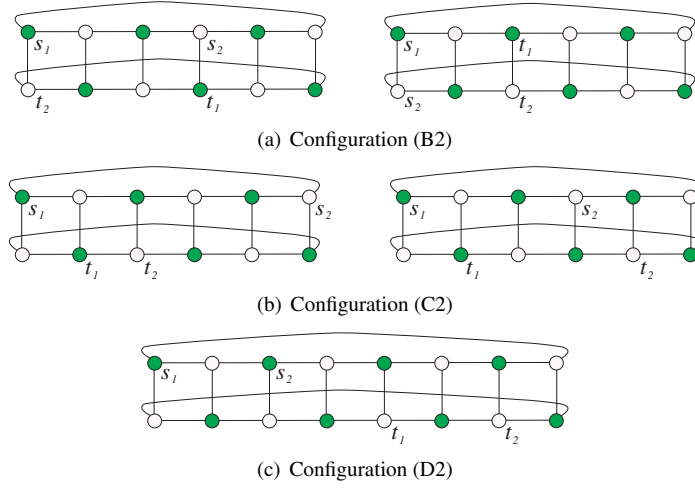 s₁ s₂ s₁ t₁
t₂ t₁ s₂ t₂
(a) Configuration (B2)
s₁ s₂ s₁ s₂
t₁ t₂ t₁ t₂
(b) Configuration (C2)
s₁ s₂
t₁ t₂
(c) Configuration (D2)